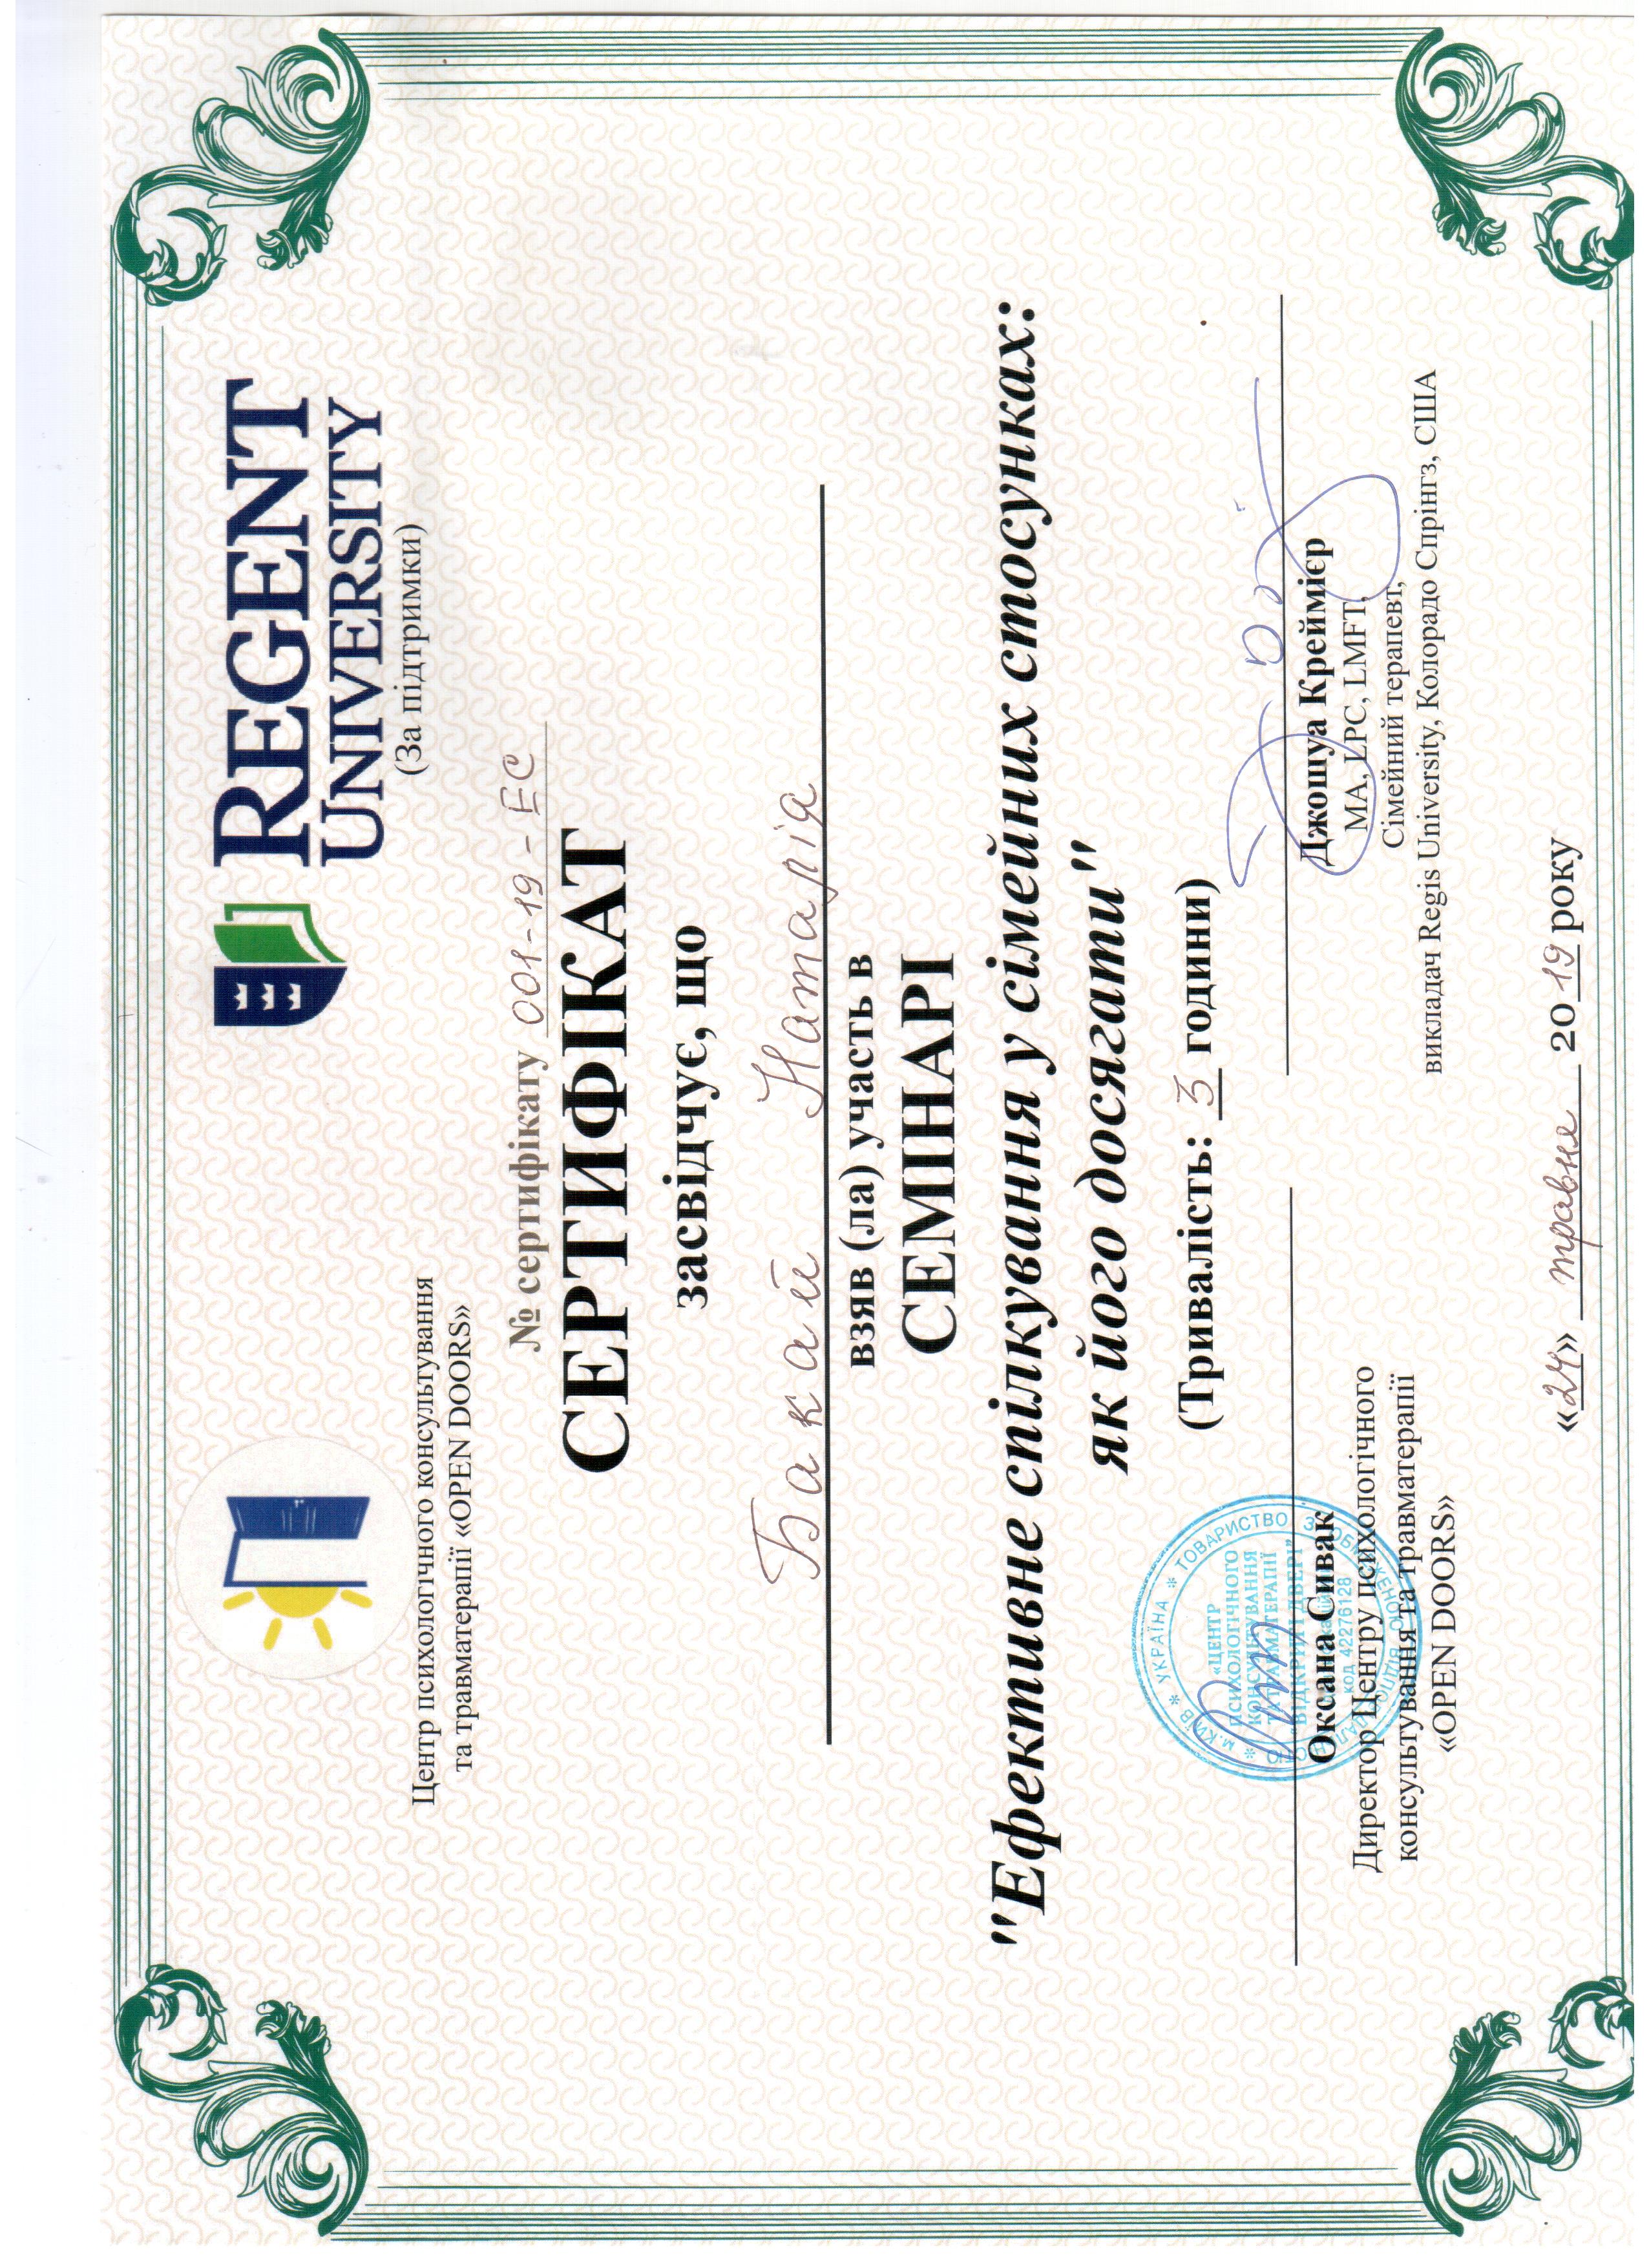 REGENT
UNIVERSITY
(За підтримки)
Центр психологічного консультування
та травматерапії «OPEN DOORS»
№ сертифікату 001-19-ЕС
СЕРТИФІКАТ
засвідчує, що
Бакай Наталія
взяв (ла) участь в
СЕМІНАРІ
"Ефективне спілкування у сімейних стосунках:
як його досягати"
(Тривалість: 3 години)
* м.КИЇВ * УКРАЇНА * ТОВАРИСТВО З ОБМЕЖЕНОЮ ВІДПОВІДАЛЬНІСТЮ
«ЦЕНТР
ПСИХОЛОГІЧНОГО
КОНСУЛЬТУВАННЯ
ТА ТРАВМАТЕРАПІЇ
"ВІДКРИТІ ДВЕРІ"
код 42276128
Оксана Сивак
Директор Центру психологічного
консультування та травматерапії
«OPEN DOORS»
Джошуа Креймієр
MA, LPC, LMFT,
Сімейний терапевт,
викладач Regis University, Колорадо Спрінгз, США
«24» травня 2019 року